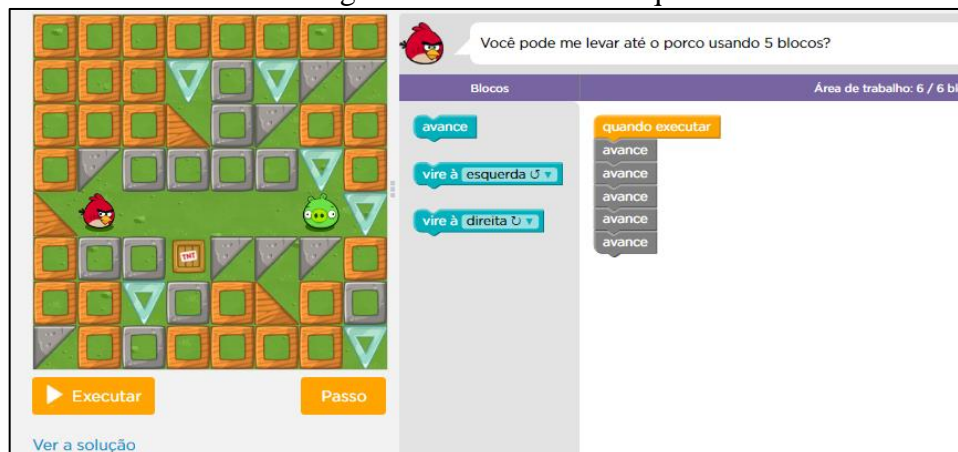 Você pode me levar até o porco usando 5 blocos?
Blocos
Área de trabalho: 6 / 6
avance
vire à esquerda
vire à direita
quando executar
avance
avance
avance
avance
avance
TNT
Executar
Passo
Ver a solução